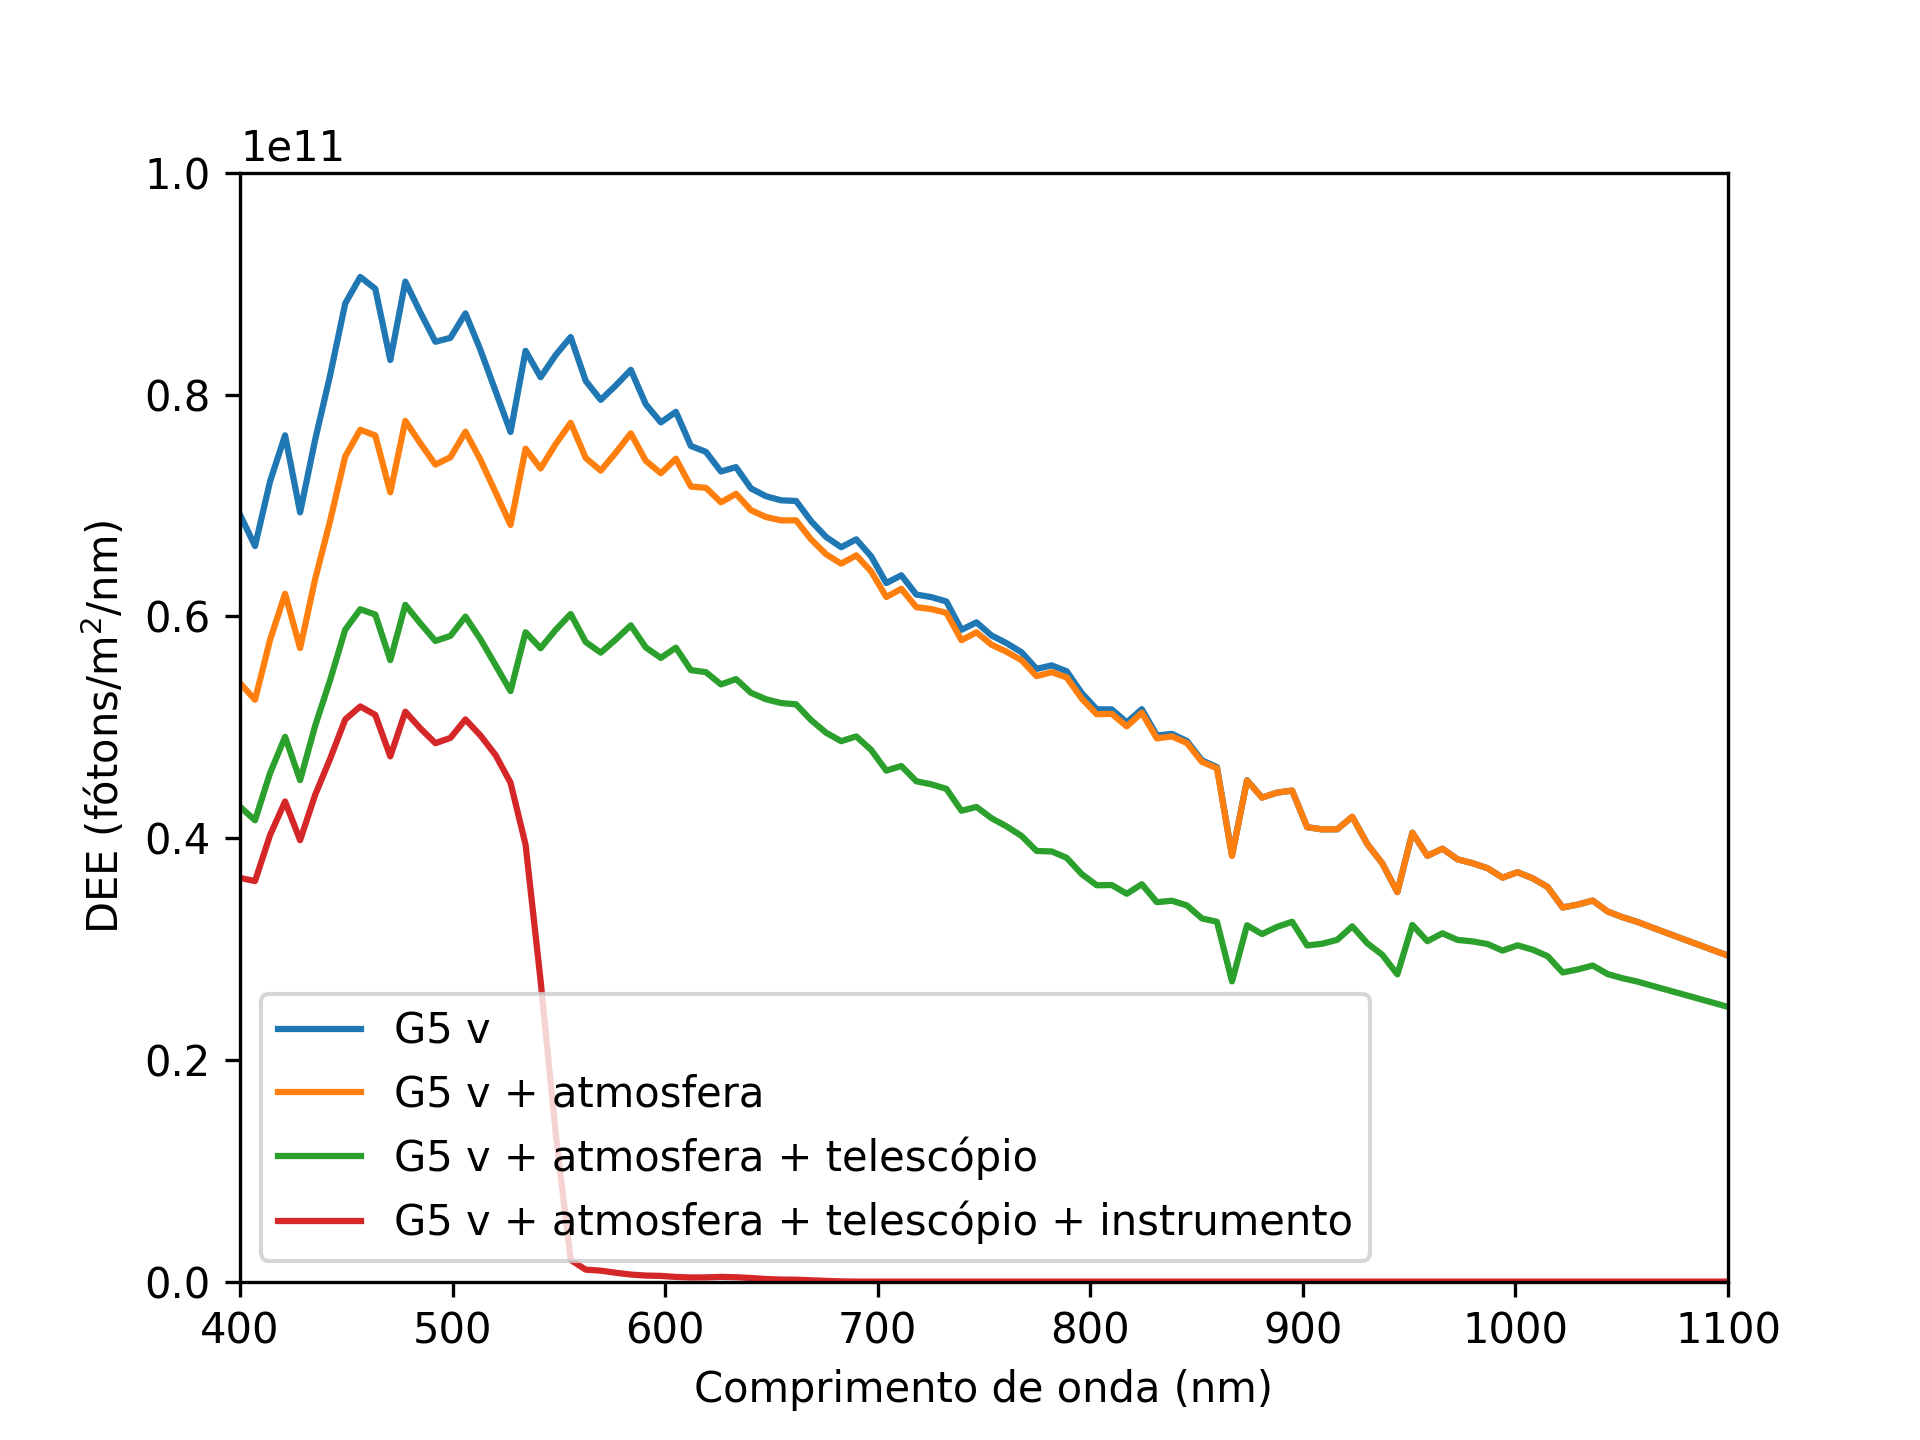 1e11
1.0
0.8
0.6
0.4
0.2
0.0
DEE (fótons/m²/nm)
G5 v
G5 v + atmosfera
G5 v + atmosfera + telescópio
G5 v + atmosfera + telescópio + instrumento
400 500 600 700 800 900 1000 1100
Comprimento de onda (nm)